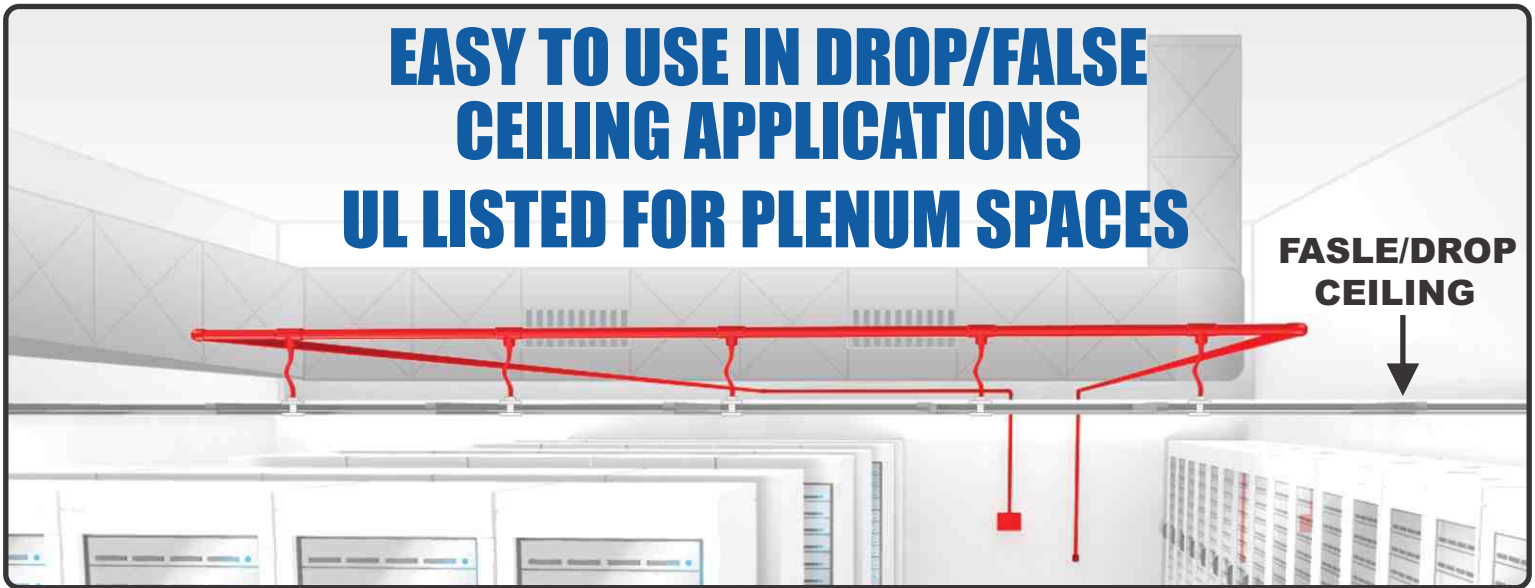 EASY TO USE IN DROP/FALSE
CEILING APPLICATIONS
UL LISTED FOR PLENUM SPACES
FASLE/DROP
CEILING